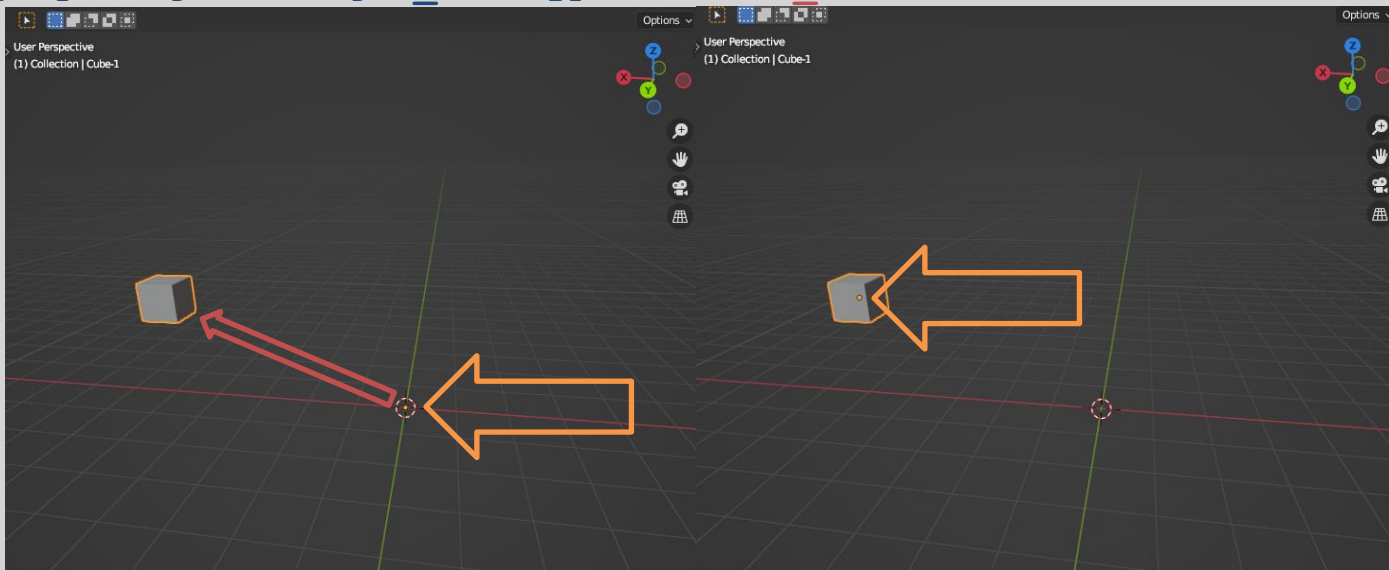 Options
User Perspective
(1) Collection | Cube-1
Z
X
Y
Options
User Perspective
(1) Collection | Cube-1
Z
X
Y